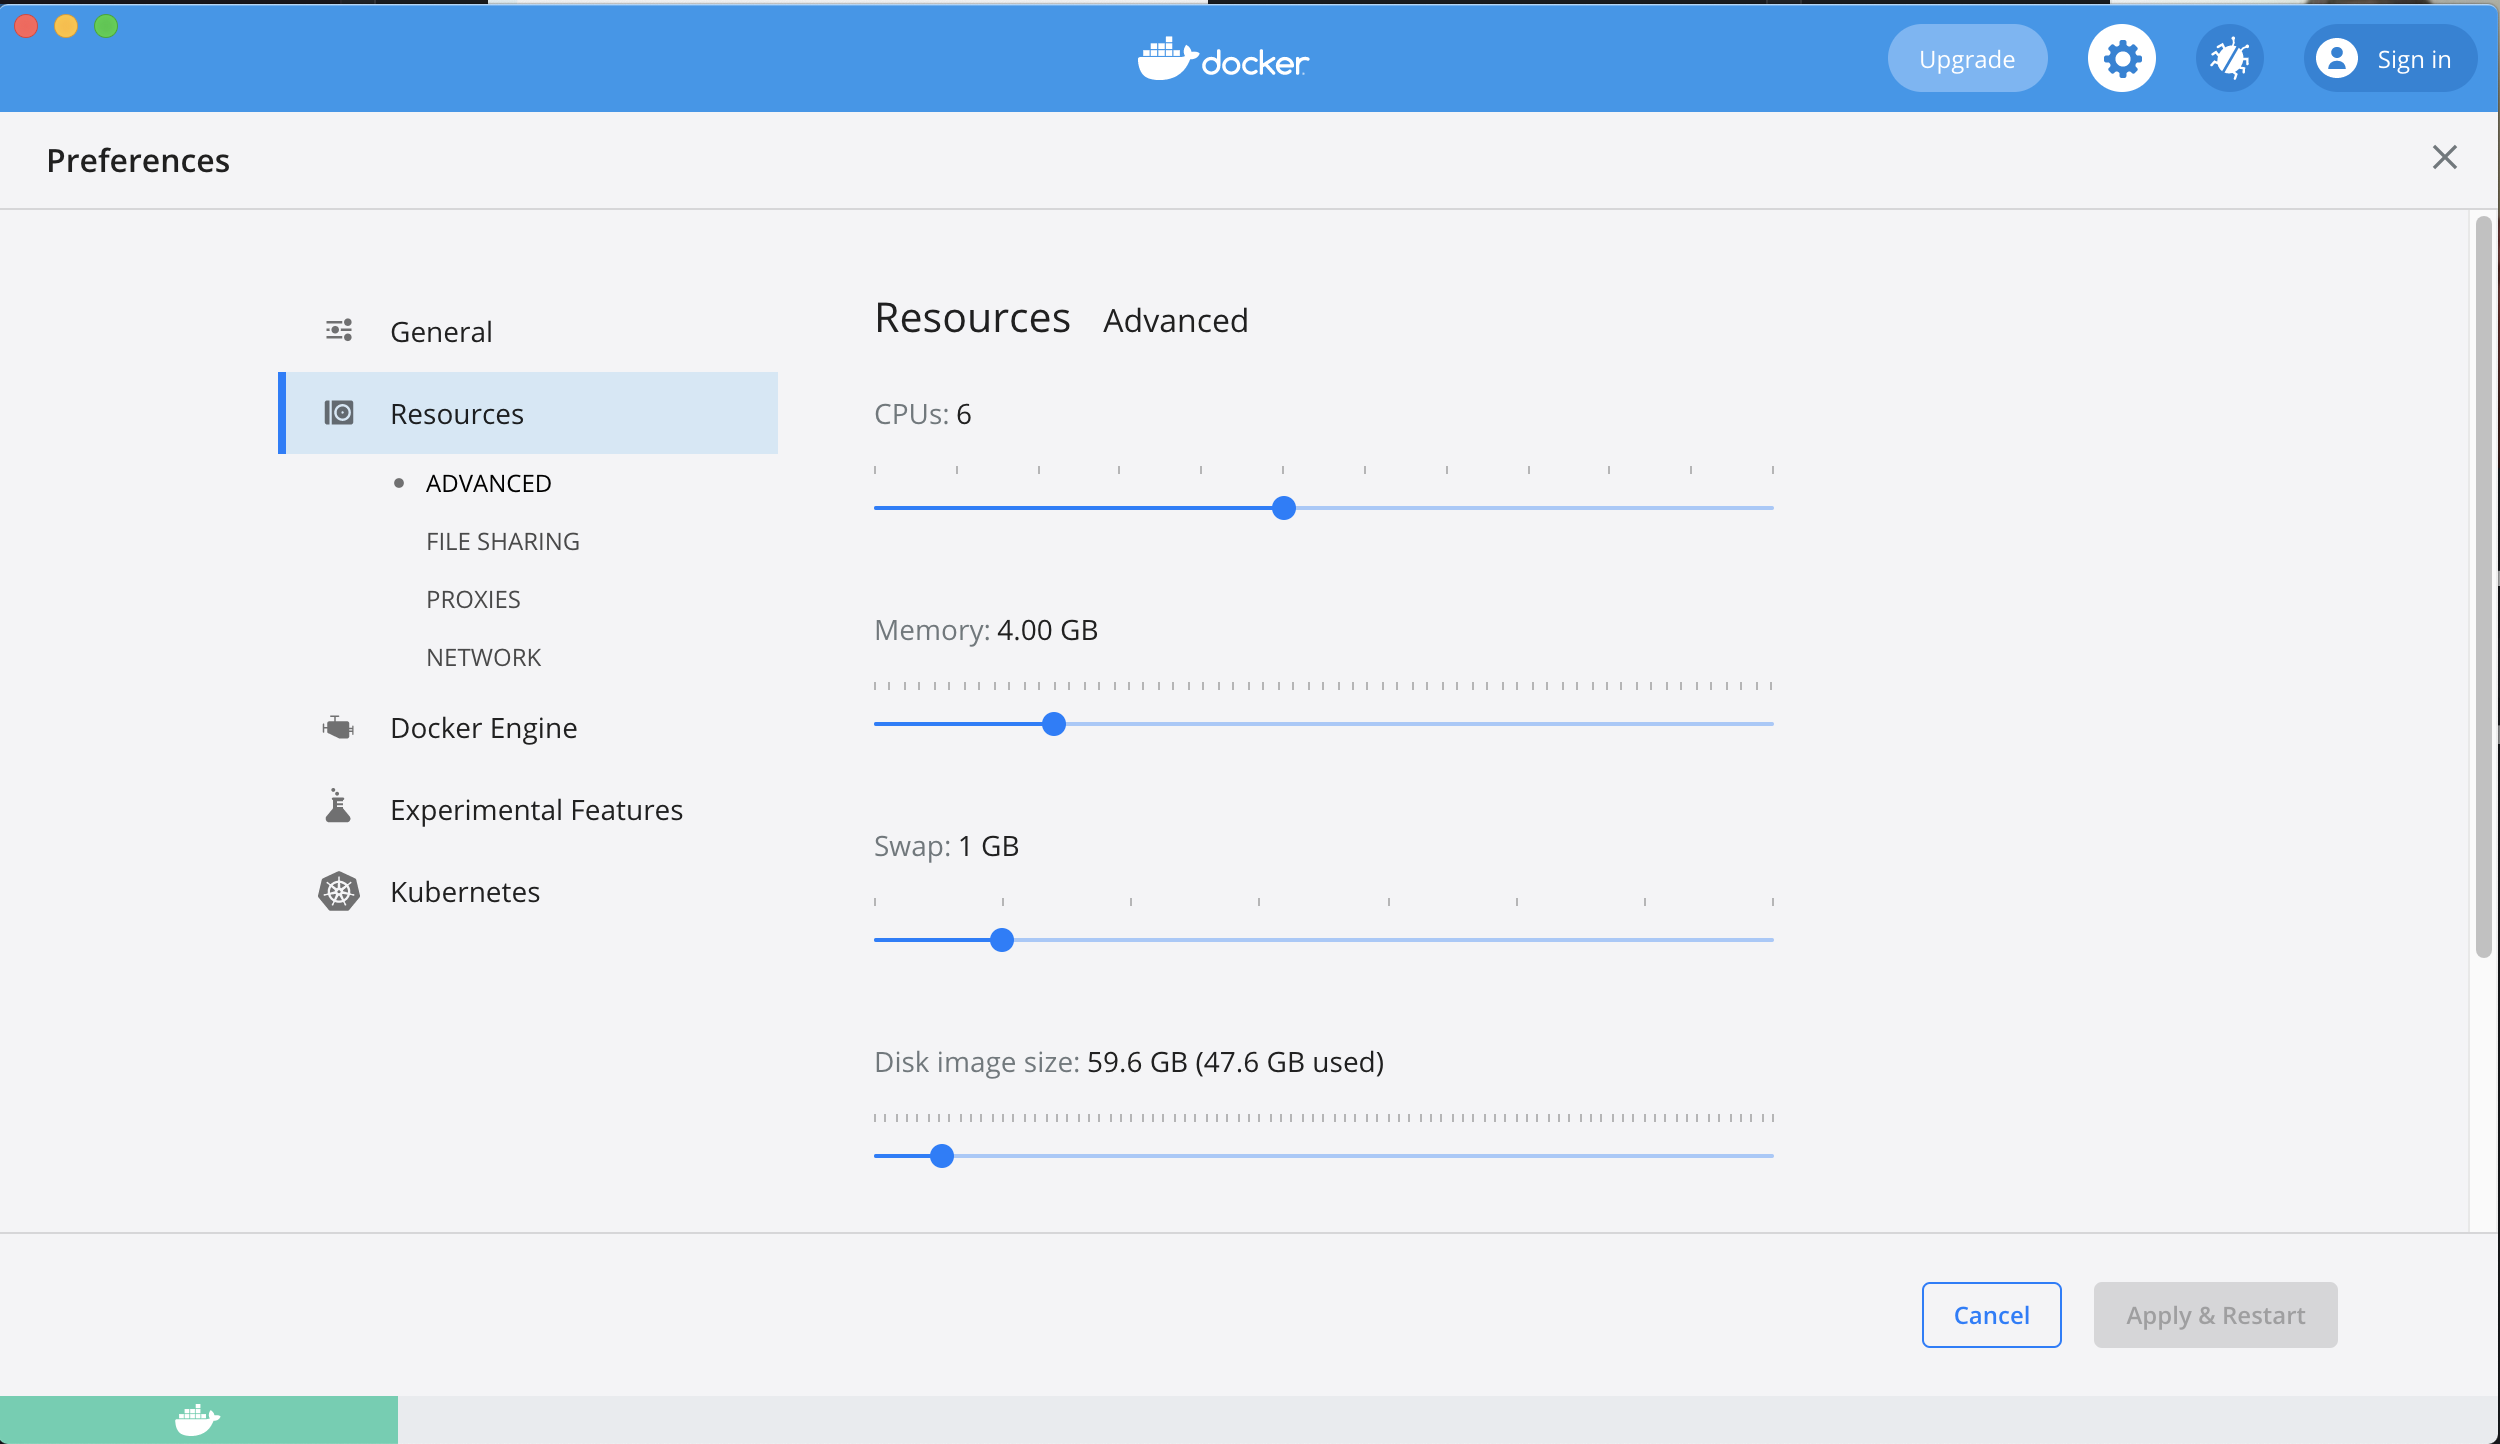 docker
Upgrade
Sign in
Preferences
General
Resources
ADVANCED
FILE SHARING
PROXIES
NETWORK
Docker Engine
Experimental Features
Kubernetes
Resources Advanced
CPUs: 6
Memory: 4.00 GB
Swap: 1 GB
Disk image size: 59.6 GB (47.6 GB used)
Cancel
Apply & Restart